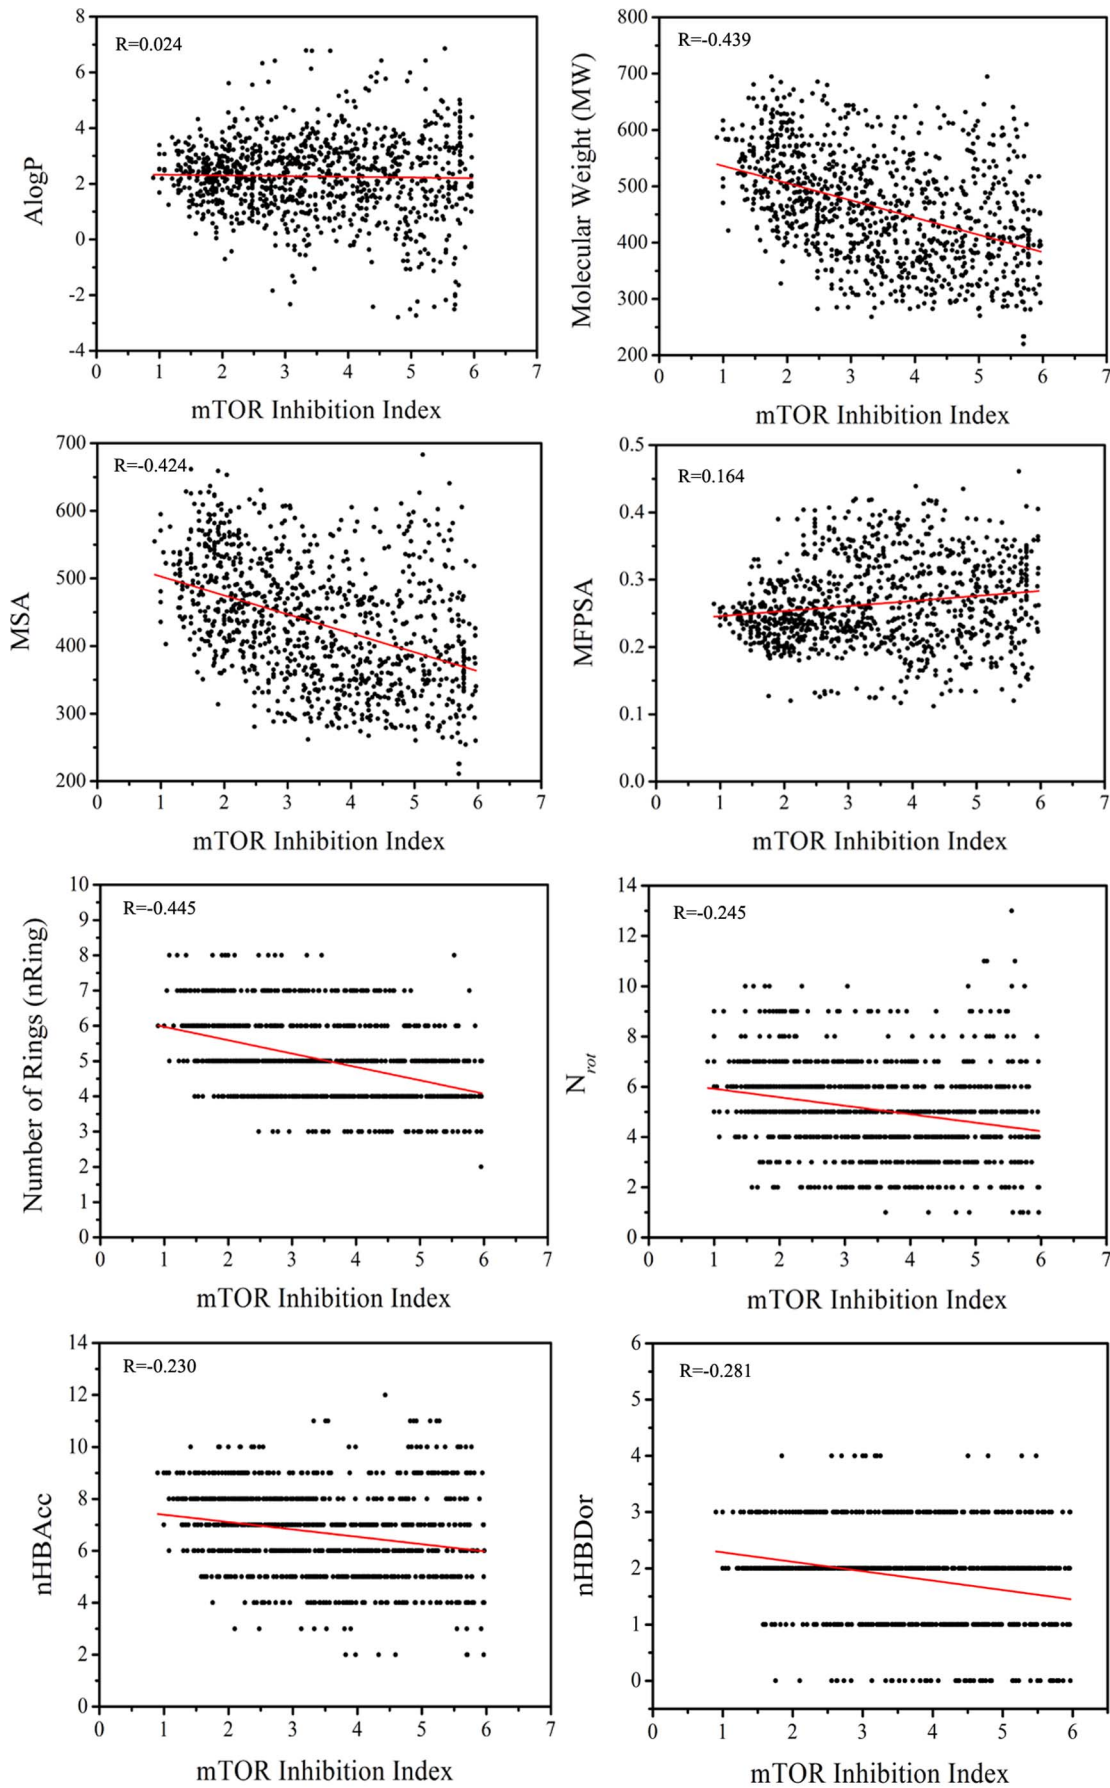 R=0.024
8
6
4
2
0
-2
-4
AlogP
0 1 2 3 4 5 6 7
mTOR Inhibition Index
R=-0.439
800
700
600
500
400
300
200
Molecular Weight (MW)
0 1 2 3 4 5 6 7
mTOR Inhibition Index
R=-0.424
700
600
500
400
300
200
MSA
0 1 2 3 4 5 6 7
mTOR Inhibition Index
R=0.164
0.5
0.4
0.3
0.2
0.1
0.0
MFPSA
0 1 2 3 4 5 6 7
mTOR Inhibition Index
R=-0.445
10
9
8
7
6
5
4
3
2
1
0
Number of Rings (nRing)
0 1 2 3 4 5 6 7
mTOR Inhibition Index
R=-0.245
14
12
10
8
6
4
2
0
Nrot
0 1 2 3 4 5 6 7
mTOR Inhibition Index
R=-0.230
14
12
10
8
6
4
2
0
nHBAcc
0 1 2 3 4 5 6 7
mTOR Inhibition Index
R=-0.281
6
5
4
3
2
1
0
nHBDor
0 1 2 3 4 5 6
mTOR Inhibition Index